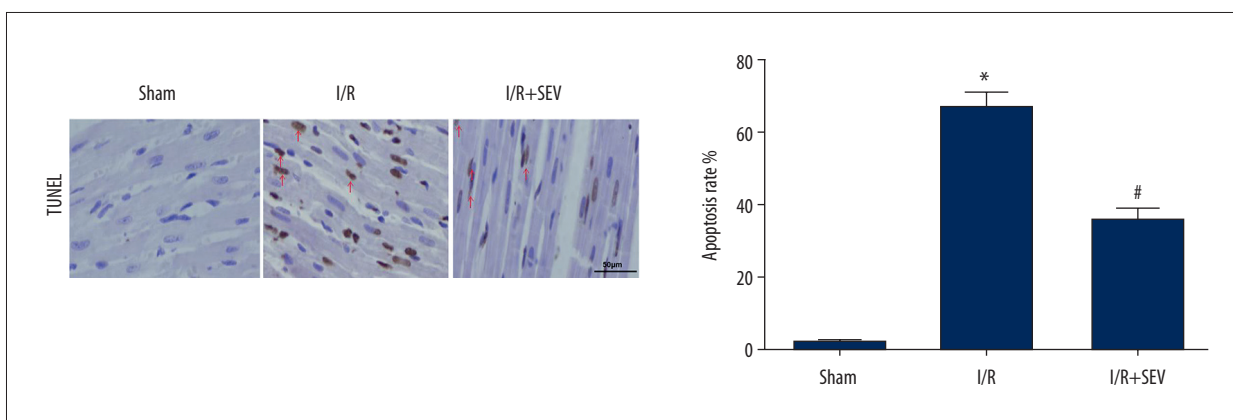 Sham
I/R
I/R+SEV
TUNEL
50μm
Apoptosis rate %
80
60
40
20
0
*
#
Sham
I/R
I/R+SEV